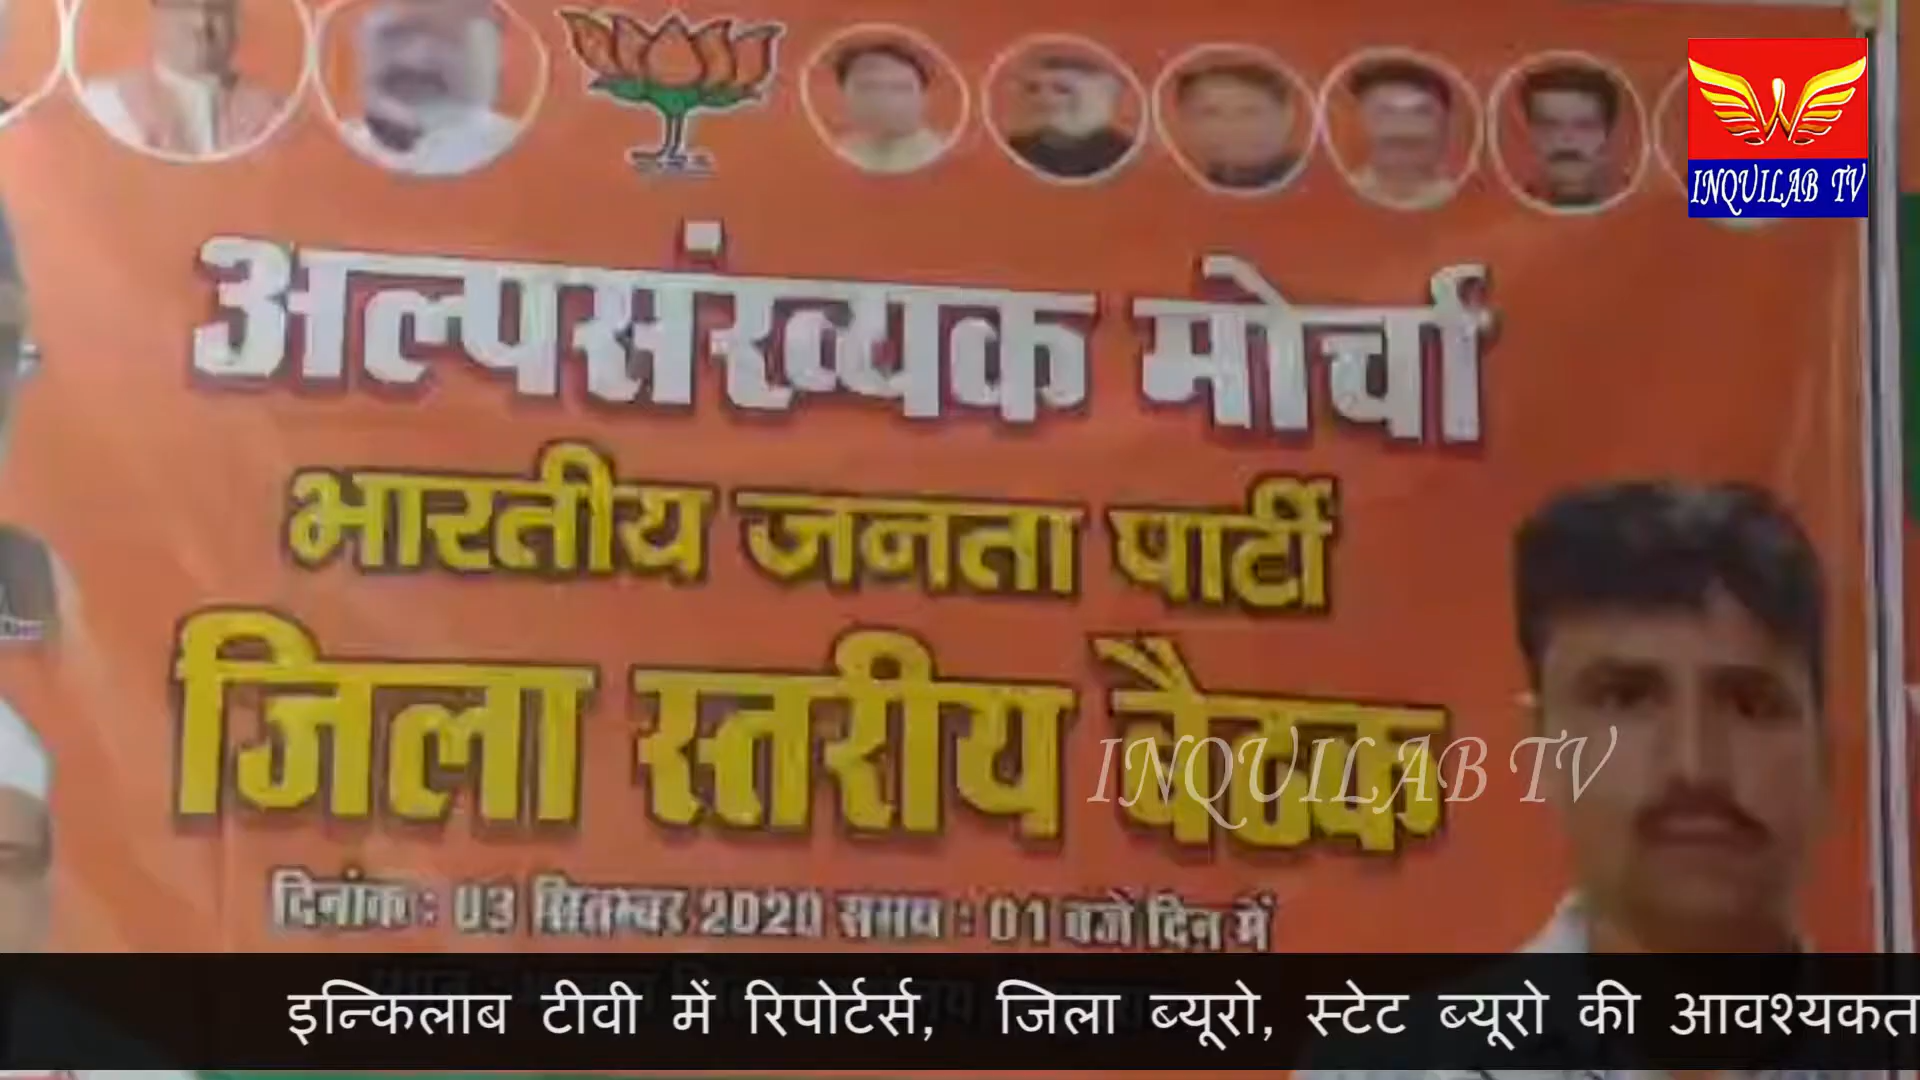 INQUILAB TV
अल्पसंख्यक मोर्चा
भारतीय जनता पार्टी
जिला स्तरीय बैठक
INQUILAB TV
दिनांक : 03 सितम्बर 2020 समय : 01 बजे दिन में
इन्किलाब टीवी में रिपोर्टर्स, जिला ब्यूरो, स्टेट ब्यूरो की आवश्यकत